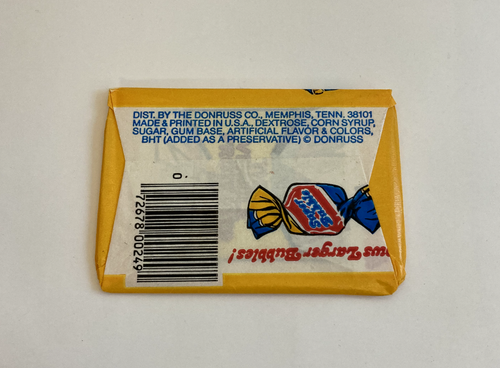 DIST. BY THE DONRUSS CO., MEMPHIS, TENN. 38101
MADE & PRINTED IN U.S.A., DEXTROSE, CORN SYRUP,
SUGAR, GUM BASE, ARTIFICIAL FLAVOR & COLORS,
BHT (ADDED AS A PRESERVATIVE) © DONRUSS
0
72678 00249
ows Larger Bubbles!